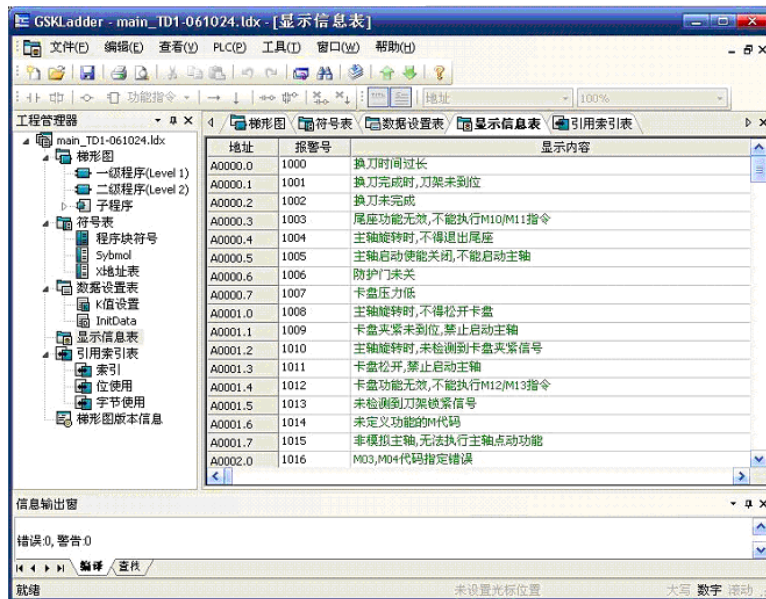 GSKLadder - main_TD1-061024.ldx - [显示信息表]
文件(F) 编辑(E) 查看(V) PLC(P) 工具(T) 窗口(W) 帮助(H)
功能指令 地址 100%
工程管理器 梯形图 符号表 数据设置表 显示信息表 引用索引表
main_TD1-061024.ldx
梯形图
一级程序(Level 1)
二级程序(Level 2)
子程序
符号表
程序块符号
Sybmol
X地址表
数据设置表
K值设置
InitData
显示信息表
引用索引表
索引
位使用
字节使用
梯形图版本信息
地址 报警号 显示内容
A0000.0 1000 换刀时间过长
A0000.1 1001 换刀完成时,刀架未到位
A0000.2 1002 换刀未完成
A0000.3 1003 尾座功能无效,不能执行M10/M11指令
A0000.4 1004 主轴旋转时,不得退出尾座
A0000.5 1005 主轴启动使能关闭,不能启动主轴
A0000.6 1006 防护门未关
A0000.7 1007 卡盘压力低
A0001.0 1008 主轴旋转时,不得松开卡盘
A0001.1 1009 卡盘夹紧未到位,禁止启动主轴
A0001.2 1010 主轴旋转时,未检测到卡盘夹紧信号
A0001.3 1011 卡盘松开,禁止启动主轴
A0001.4 1012 卡盘功能无效,不能执行M12/M13指令
A0001.5 1013 未检测到刀架锁紧信号
A0001.6 1014 未定义功能的M代码
A0001.7 1015 非模拟主轴,无法执行主轴点动功能
A0002.0 1016 M03,M04代码指定错误
信息输出窗
错误:0, 警告:0
编译 查找
就绪 未设置光标位置 大写 数字 滚动